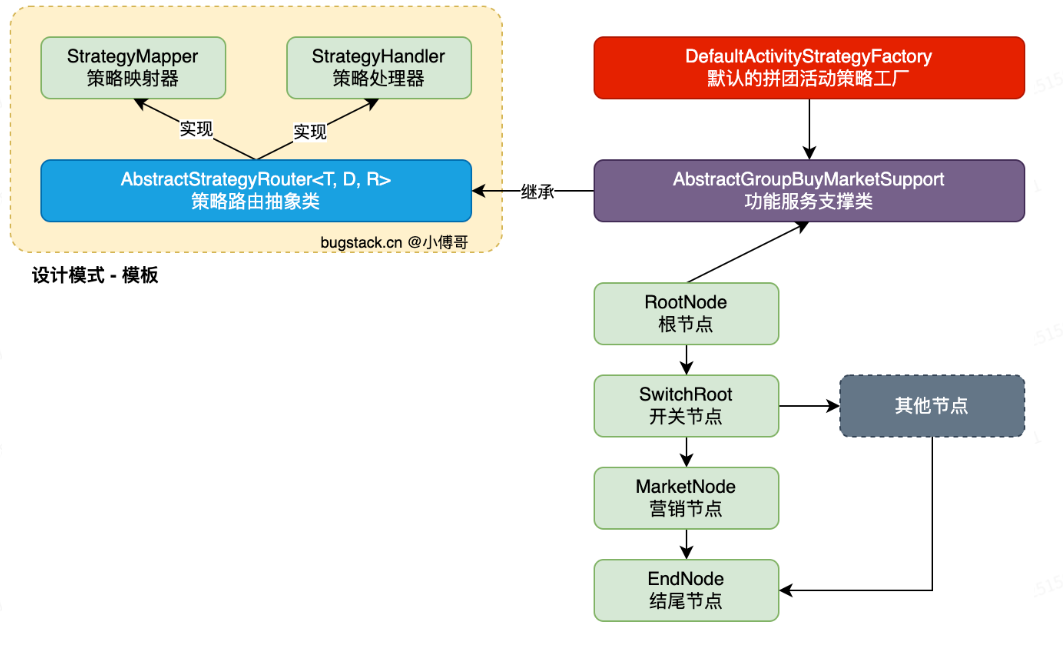 StrategyMapper
策略映射器
StrategyHandler
策略处理器
实现
实现
AbstractStrategyRouter<T, D, R>
策略路由抽象类
bugstack.cn @小傅哥
设计模式 - 模板
DefaultActivityStrategyFactory
默认的拼团活动策略工厂
继承
AbstractGroupBuyMarketSupport
功能服务支撑类
RootNode
根节点
SwitchRoot
开关节点
其他节点
MarketNode
营销节点
EndNode
结尾节点